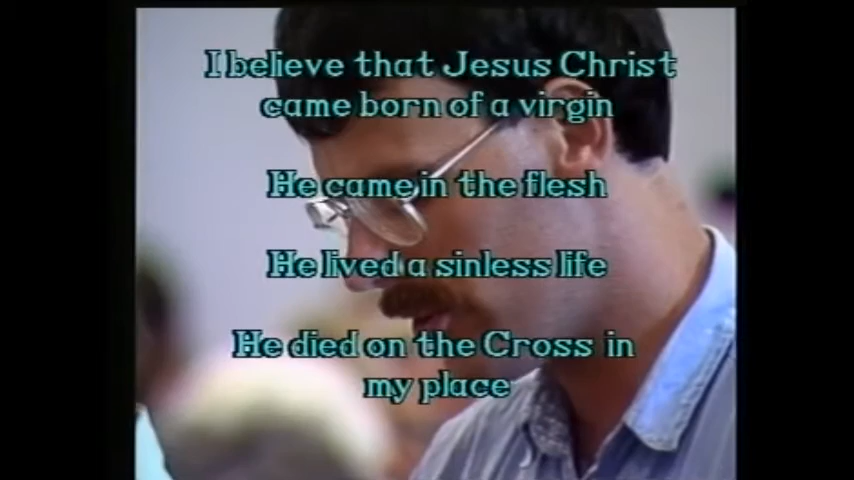 I believe that Jesus Christ
came born of a virgin
He came in the flesh
He lived a sinless life
He died on the Cross in
my place